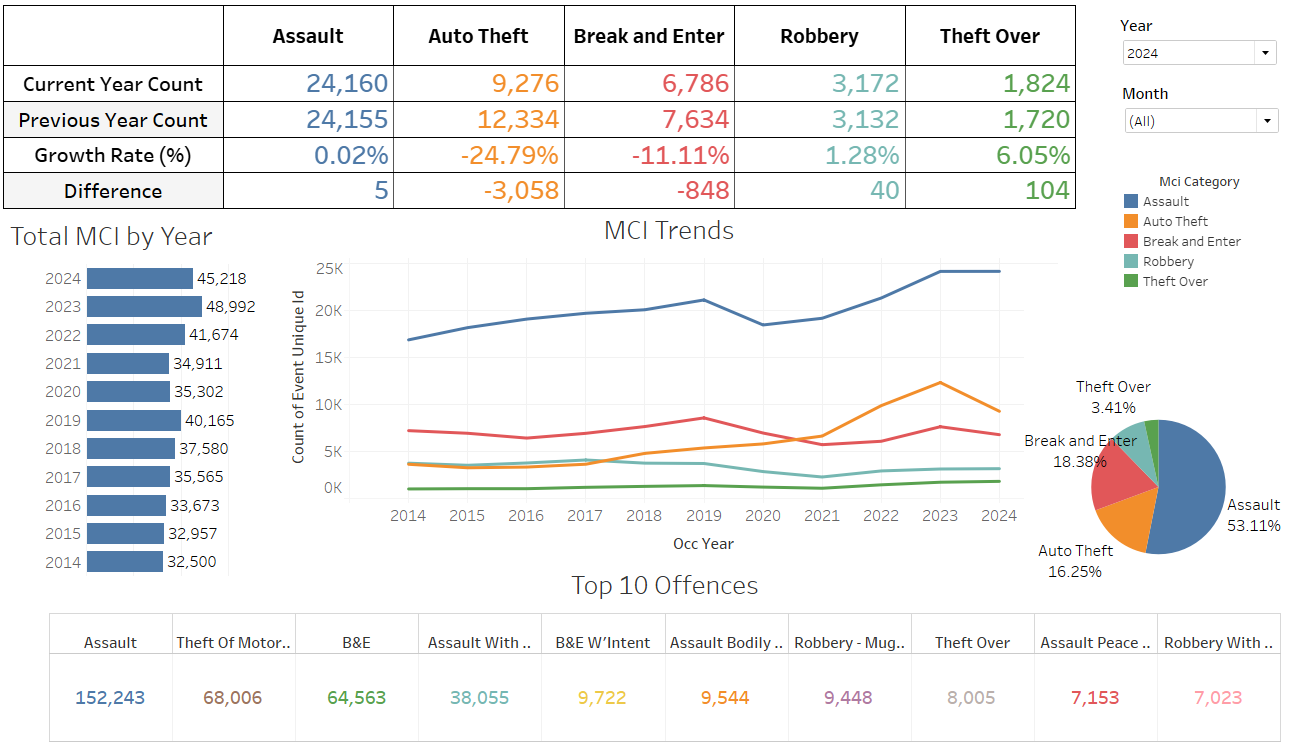 Assault Auto Theft Break and Enter Robbery Theft Over
Current Year Count 24,160 9,276 6,786 3,172 1,824
Previous Year Count 24,155 12,334 7,634 3,132 1,720
Growth Rate (%) 0.02% -24.79% -11.11% 1.28% 6.05%
Difference 5 -3,058 -848 40 104
Year
2024
Month
(All)
Mci Category
Assault
Auto Theft
Break and Enter
Robbery
Theft Over
Total MCI by Year
2024 45,218
2023 48,992
2022 41,674
2021 34,911
2020 35,302
2019 40,165
2018 37,580
2017 35,565
2016 33,673
2015 32,957
2014 32,500
MCI Trends
Count of Event Unique Id
25K
20K
15K
10K
5K
0K
2014 2015 2016 2017 2018 2019 2020 2021 2022 2023 2024
Occ Year
Theft Over
3.41%
Break and Enter
18.38%
Assault
53.11%
Auto Theft
16.25%
Top 10 Offences
Assault Theft Of Motor.. B&E Assault With .. B&E W'Intent Assault Bodily .. Robbery - Mug.. Theft Over Assault Peace .. Robbery With ..
152,243 68,006 64,563 38,055 9,722 9,544 9,448 8,005 7,153 7,023